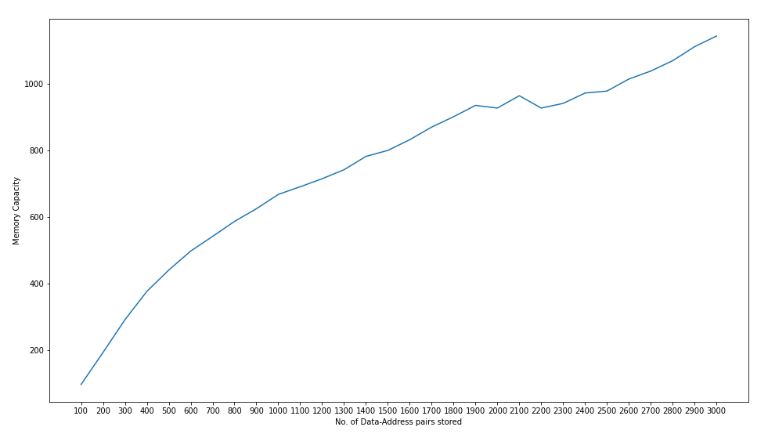 1000
800
600
400
200
Memory Capacity
100 200 300 400 500 600 700 800 900 1000 1100 1200 1300 1400 1500 1600 1700 1800 1900 2000 2100 2200 2300 2400 2500 2600 2700 2800 2900 3000
No. of Data-Address pairs stored